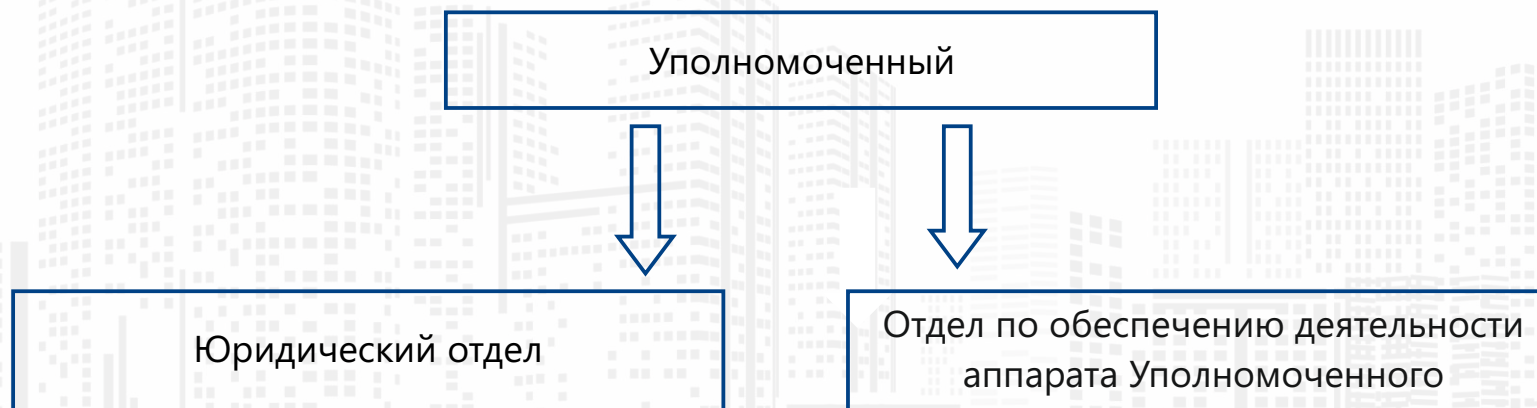 Уполномоченный
Юридический отдел
Отдел по обеспечению деятельности
аппарата Уполномоченного